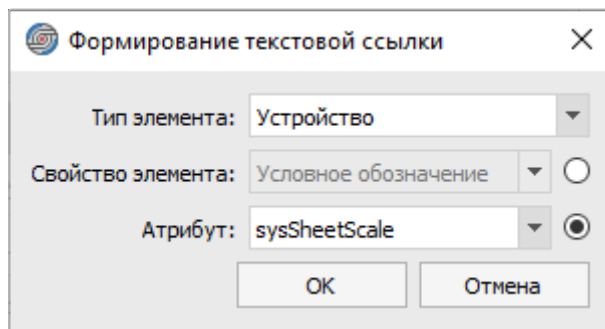 Формирование текстовой ссылки
Тип элемента: Устройство
Свойство элемента: Условное обозначение
Атрибут: sysSheetScale
OK Отмена